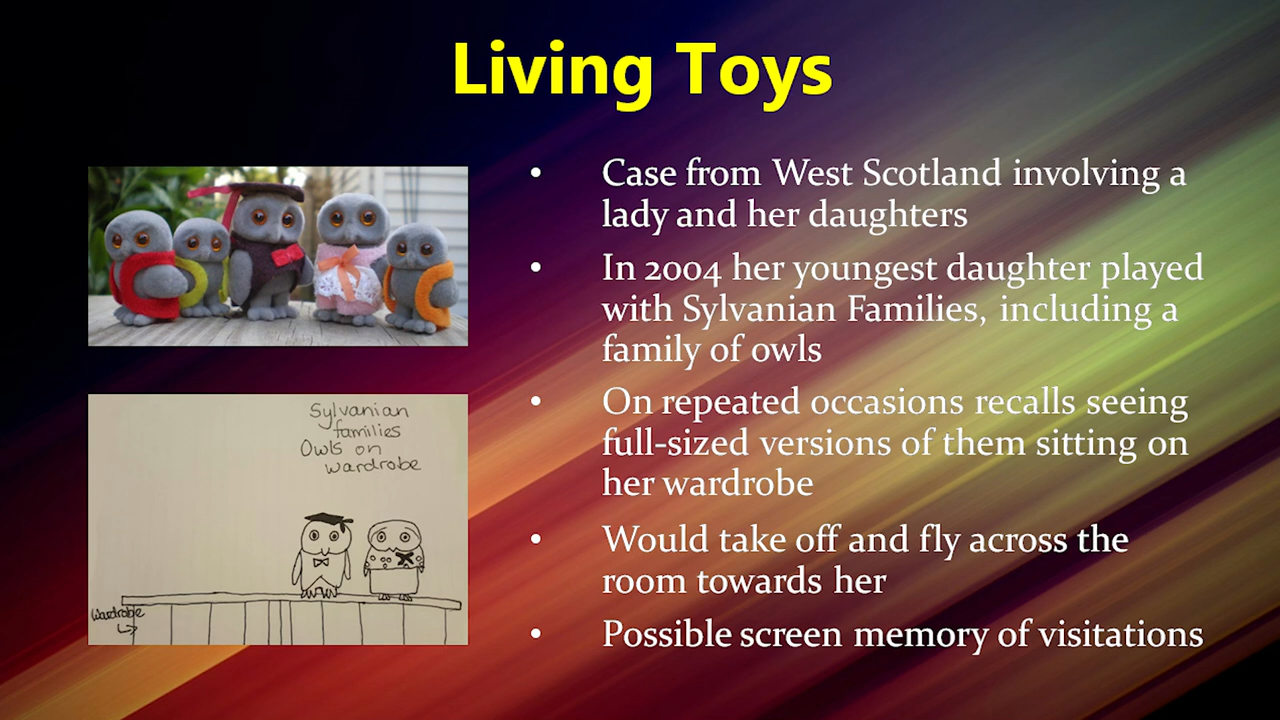 Living Toys
• Case from West Scotland involving a
lady and her daughters
• In 2004 her youngest daughter played
with Sylvanian Families, including a
family of owls
• On repeated occasions recalls seeing
full-sized versions of them sitting on
her wardrobe
• Would take off and fly across the
room towards her
• Possible screen memory of visitations
Sylvanian
families
Owls on
wardrobe
Wardrobe